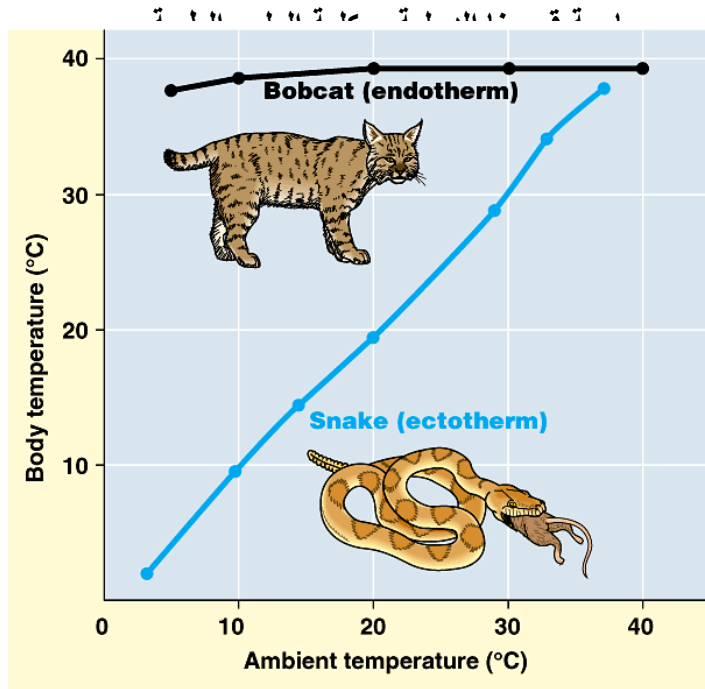 40
Bobcat (endotherm)
30
Body temperature (°C)
20
Snake (ectotherm)
10
0 10 20 30 40
Ambient temperature (°C)